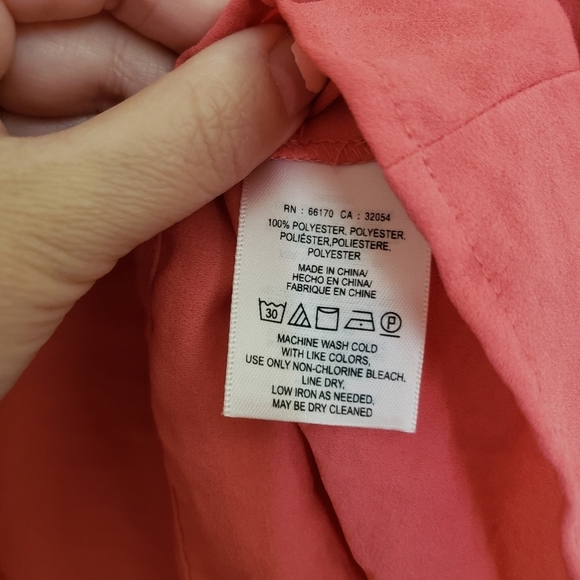 RN : 66170 CA : 32054
100% POLYESTER, POLYESTER,
POLIÉSTER,POLIESTERE,
POLYESTER
MADE IN CHINA/
HECHO EN CHINA/
FABRIQUE EN CHINE
30 P
MACHINE WASH COLD
WITH LIKE COLORS,
USE ONLY NON-CHLORINE BLEACH,
LINE DRY,
LOW IRON AS NEEDED,
MAY BE DRY CLEANED